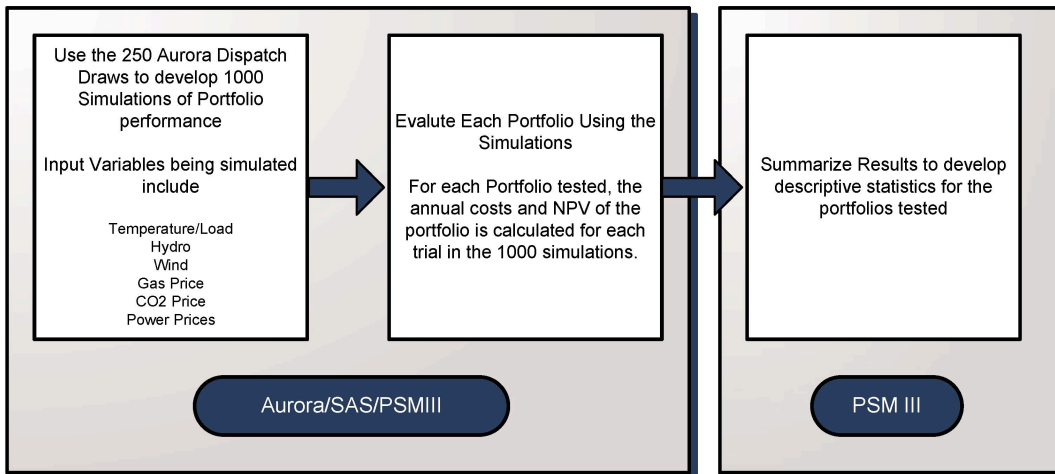 Use the 250 Aurora Dispatch
Draws to develop 1000
Simulations of Portfolio
performance
Input Variables being simulated
include
Temperature/Load
Hydro
Wind
Gas Price
CO2 Price
Power Prices
Evalute Each Portfolio Using the
Simulations
For each Portfolio tested, the
annual costs and NPV of the
portfolio is calculated for each
trial in the 1000 simulations.
Summarize Results to develop
descriptive statistics for the
portfolios tested
Aurora/SAS/PSMIII
PSM III